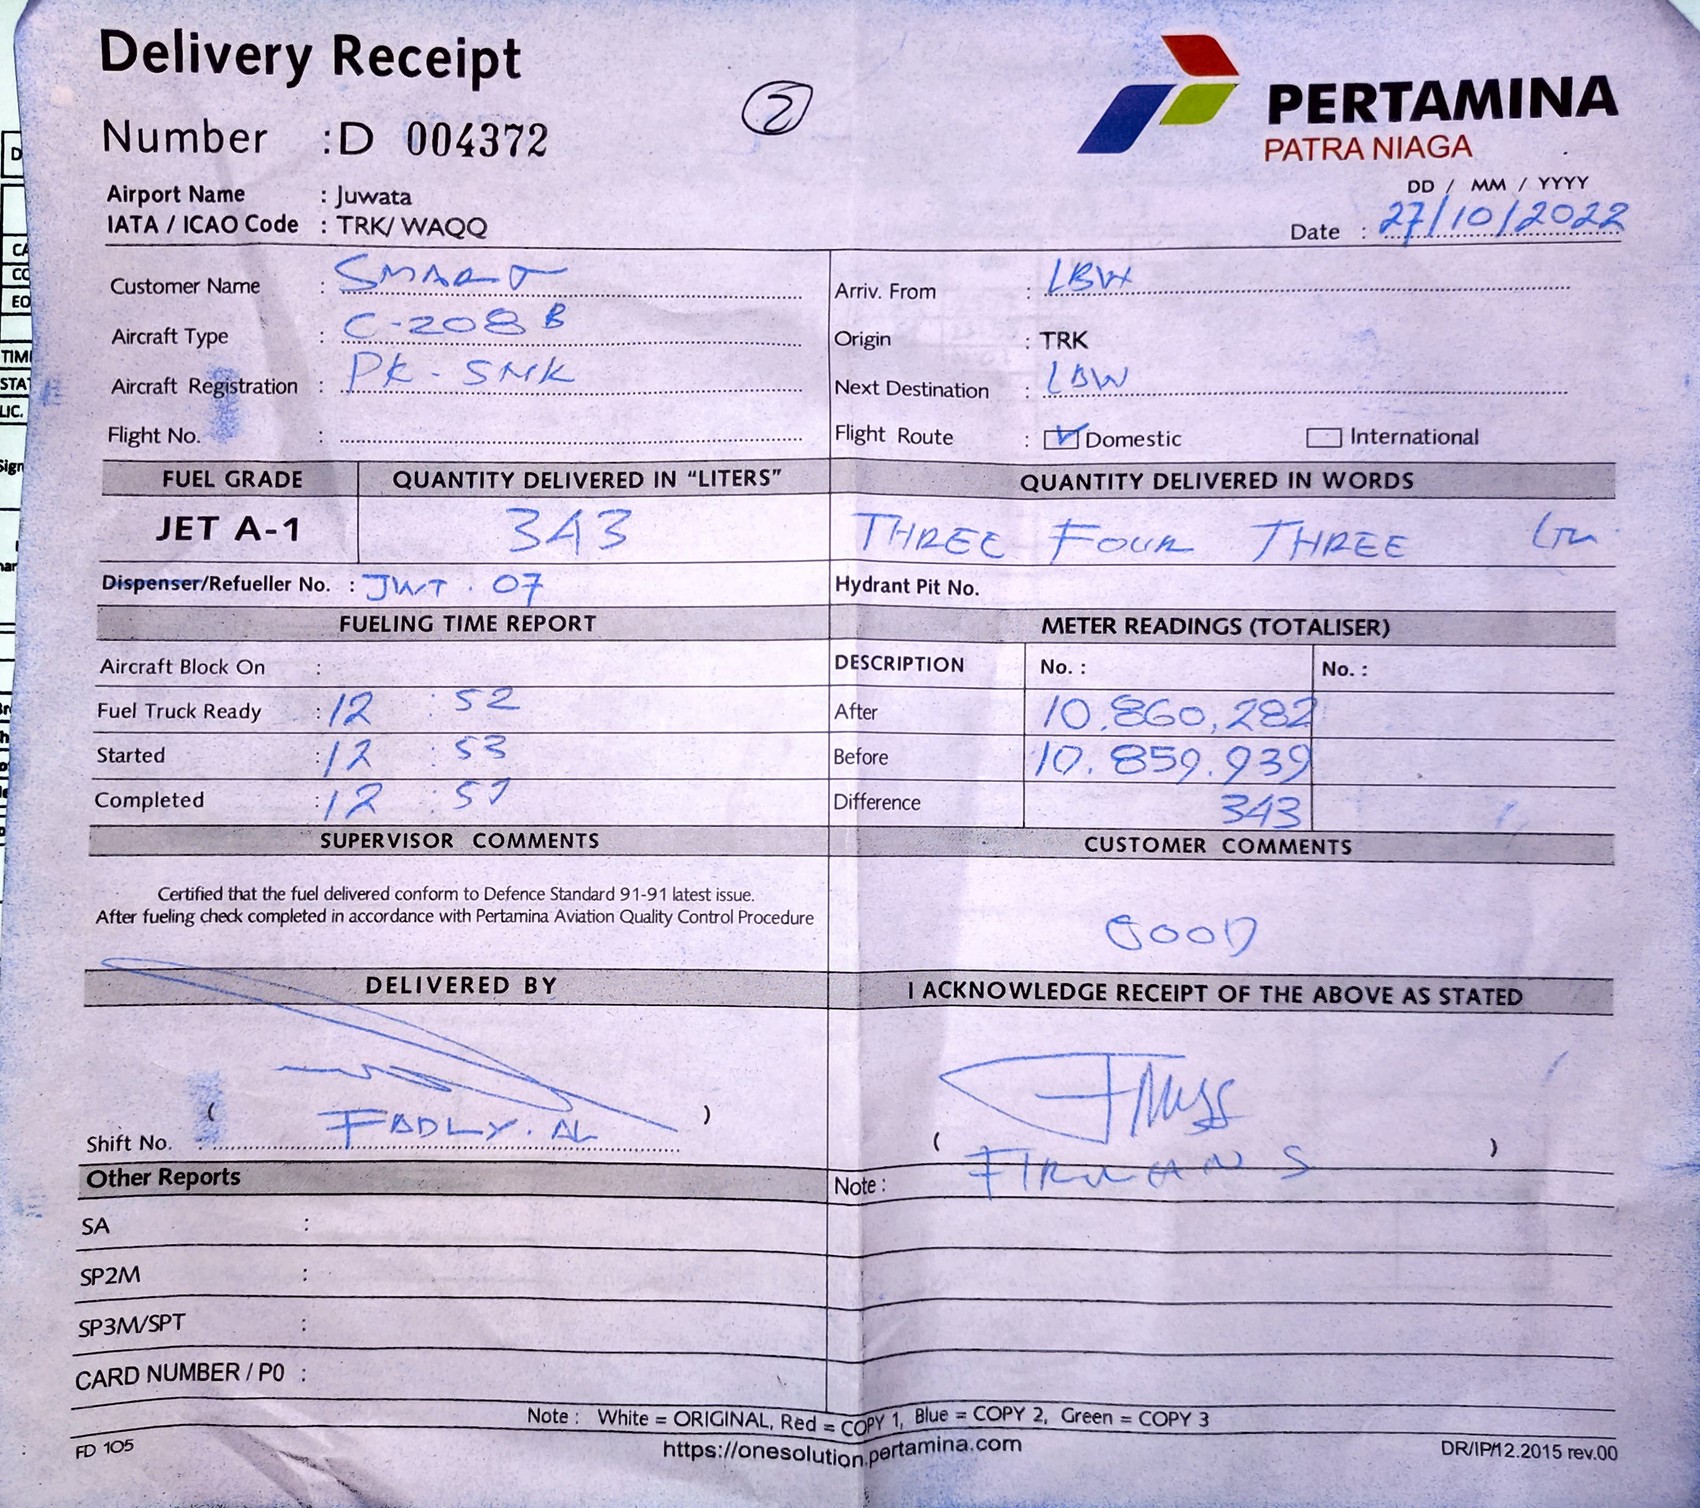 Delivery Receipt
2
PERTAMINA
PATRA NIAGA
Number :D 004372
Airport Name : Juwata
IATA / ICAO Code : TRK/ WAQQ
DD / MM / YYYY
Date : 27/10/2022
Customer Name : SMART
Arriv. From : LBW
Aircraft Type : C-208 B
Origin : TRK
Aircraft Registration : PK-SMK
Next Destination : LBW
Flight No. :
Flight Route : Domestic International
FUEL GRADE QUANTITY DELIVERED IN "LITERS" QUANTITY DELIVERED IN WORDS
JET A-1 343 THREE FOUR THREE
Dispenser/Refueller No. : JWT. 07 Hydrant Pit No.
FUELING TIME REPORT METER READINGS (TOTALISER)
Aircraft Block On : DESCRIPTION No. : No. :
Fuel Truck Ready : 12 : 52 After 10.860,282
Started : 12 : 53 Before 10.859.939
Completed : 12 : 57 Difference 343
SUPERVISOR COMMENTS CUSTOMER COMMENTS
Certified that the fuel delivered conform to Defence Standard 91-91 latest issue.
After fueling check completed in accordance with Pertamina Aviation Quality Control Procedure
GOOD
DELIVERED BY I ACKNOWLEDGE RECEIPT OF THE ABOVE AS STATED
( )
Shift No. : FADLY. AL
( )
FIRMAN S
Other Reports Note :
SA :
SP2M :
SP3M/SPT :
CARD NUMBER / P0 :
Note : White = ORIGINAL, Red = COPY 1, Blue = COPY 2, Green = COPY 3
FD 105 https://onesolution.pertamina.com DR/IP/12.2015 rev.00